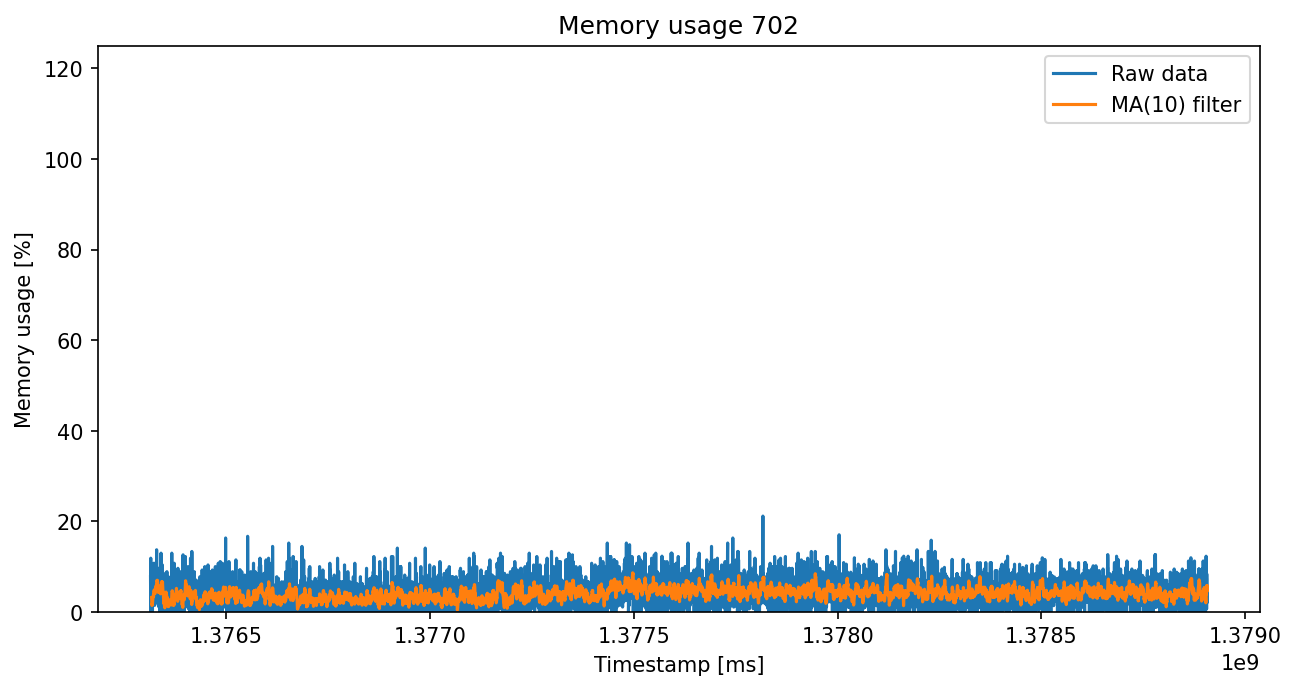 Memory usage 702
Raw data
MA(10) filter
Memory usage [%]
120
100
80
60
40
20
0
1.3765 1.3770 1.3775 1.3780 1.3785 1.3790
1e9
Timestamp [ms]